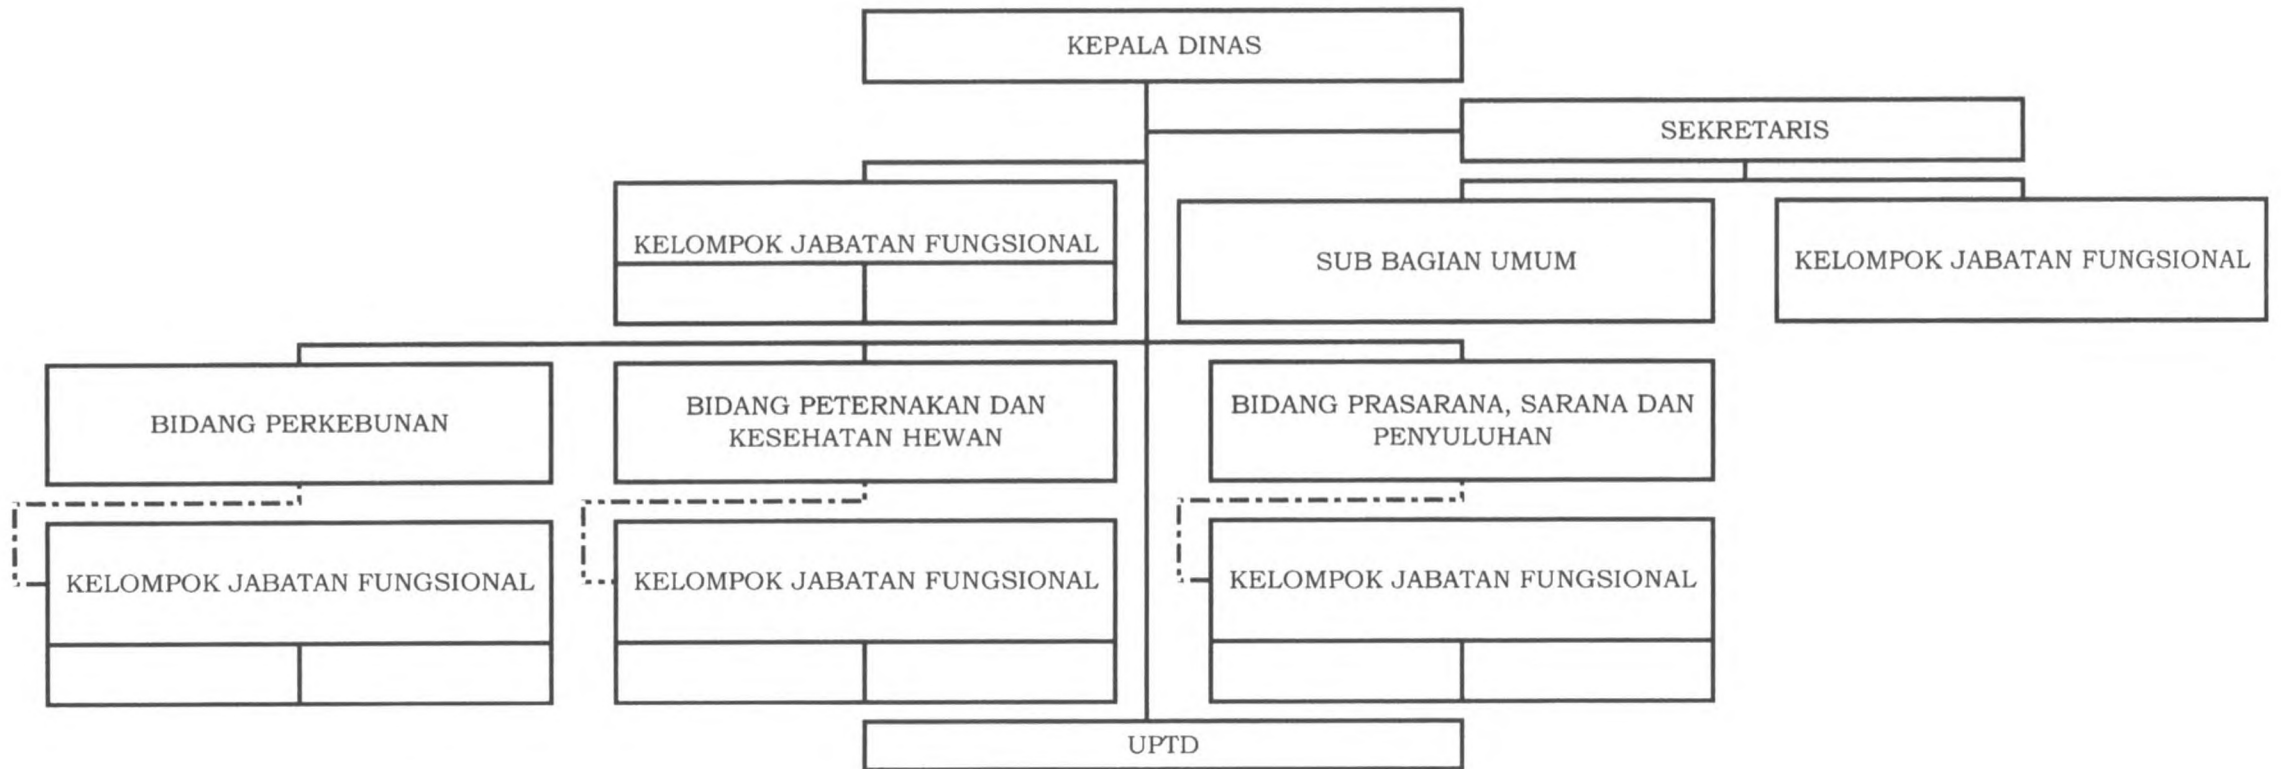 KEPALA DINAS
SEKRETARIS
KELOMPOK JABATAN FUNGSIONAL
SUB BAGIAN UMUM
KELOMPOK JABATAN FUNGSIONAL
BIDANG PERKEBUNAN
BIDANG PETERNAKAN DAN
KESEHATAN HEWAN
BIDANG PRASARANA, SARANA DAN
PENYULUHAN
KELOMPOK JABATAN FUNGSIONAL
KELOMPOK JABATAN FUNGSIONAL
KELOMPOK JABATAN FUNGSIONAL
UPTD